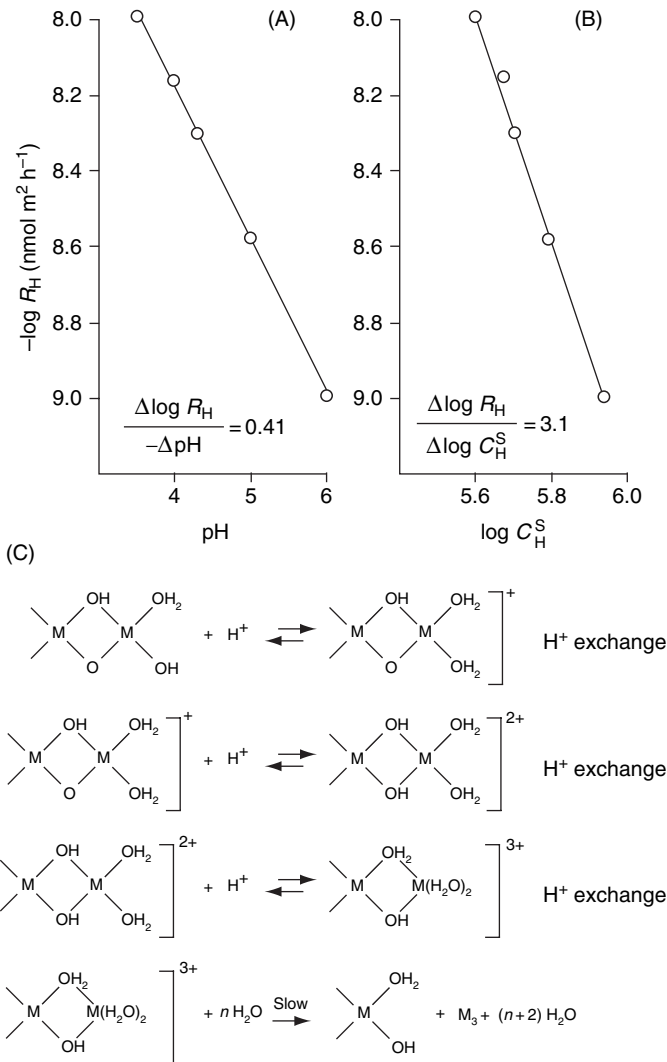 (A)
(B)
8.0
8.2
8.4
8.6
8.8
9.0
8.0
8.2
8.4
8.6
8.8
9.0
–log R_H (nmol m² h⁻¹)
Δlog R_H / –ΔpH = 0.41
Δlog R_H / Δlog C_H^S = 3.1
4 5 6
5.6 5.8 6.0
pH
log C_H^S
(C)
OH OH₂ OH OH₂ +
M M + H⁺ M M H⁺ exchange
O OH O OH₂
OH OH₂ + OH OH₂ 2+
M M + H⁺ M M H⁺ exchange
O OH₂ OH OH₂
OH OH₂ 2+ OH₂ 3+
M M + H⁺ M M(H₂O)₂ H⁺ exchange
OH OH₂ OH
OH₂ 3+ OH₂
M M(H₂O)₂ + n H₂O Slow M + M₃ + (n + 2) H₂O
OH OH